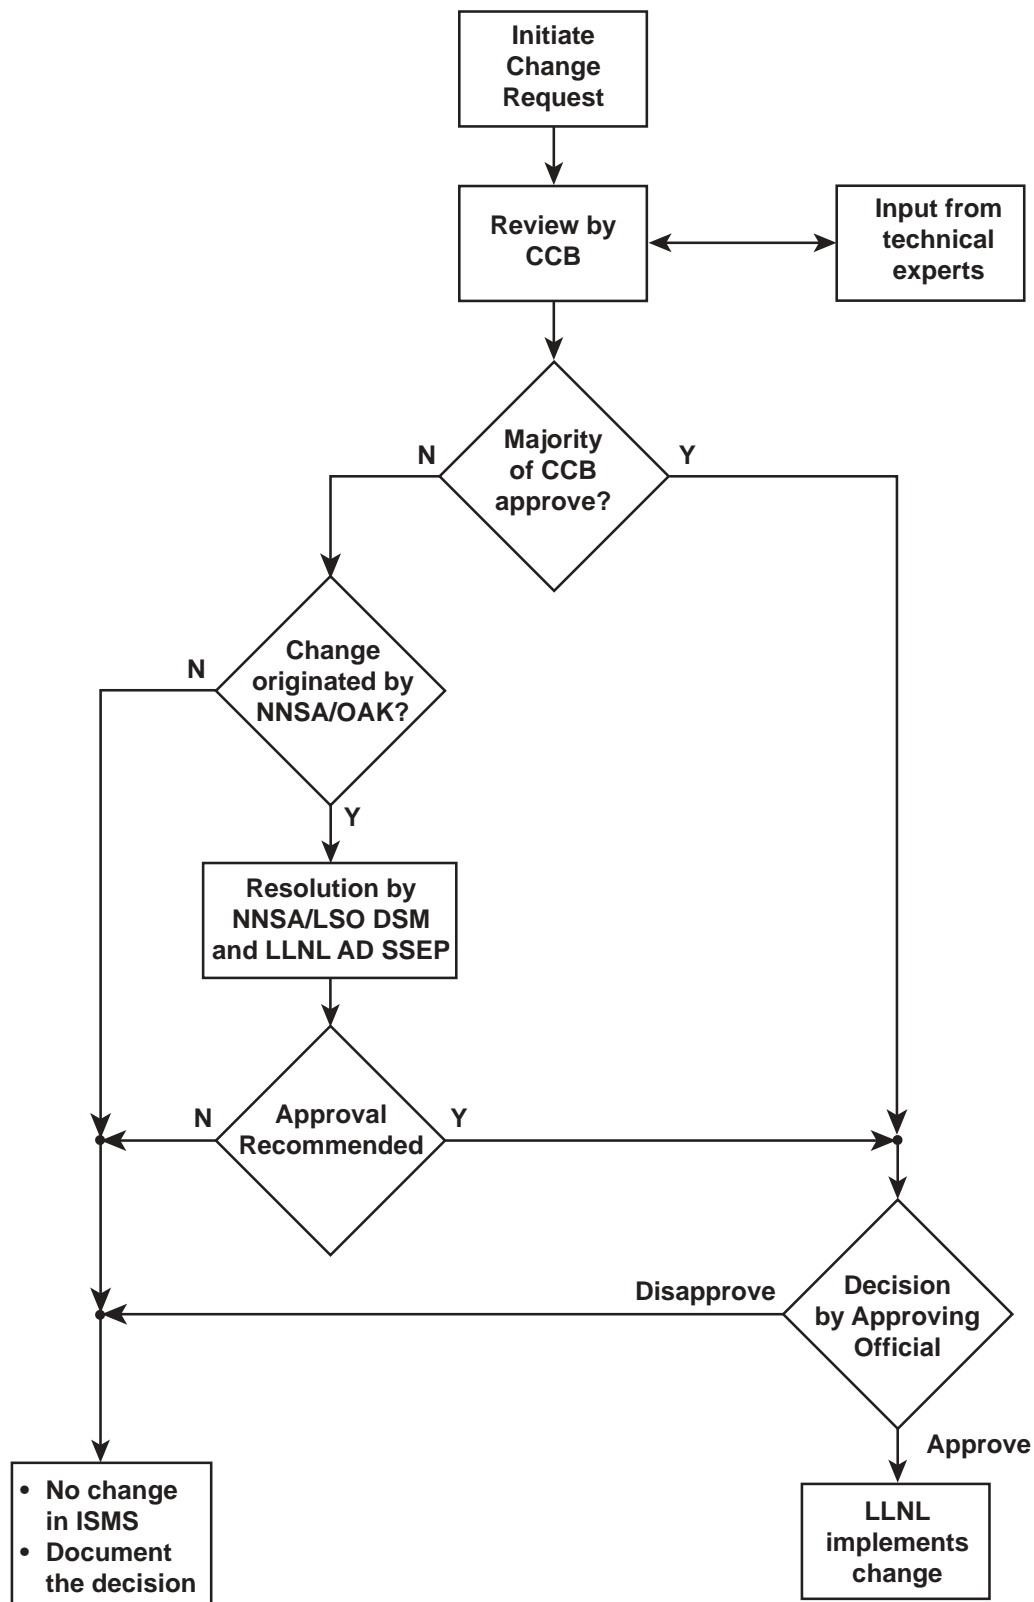 Initiate
Change
Request
Review by
CCB
Input from
technical
experts
Majority
of CCB
approve?
N
Y
Change
originated by
NNSA/OAK?
N
Y
Resolution by
NNSA/LSO DSM
and LLNL AD SSEP
Approval
Recommended
N
Y
Decision
by Approving
Official
Disapprove
Approve
• No change
in ISMS
• Document
the decision
LLNL
implements
change